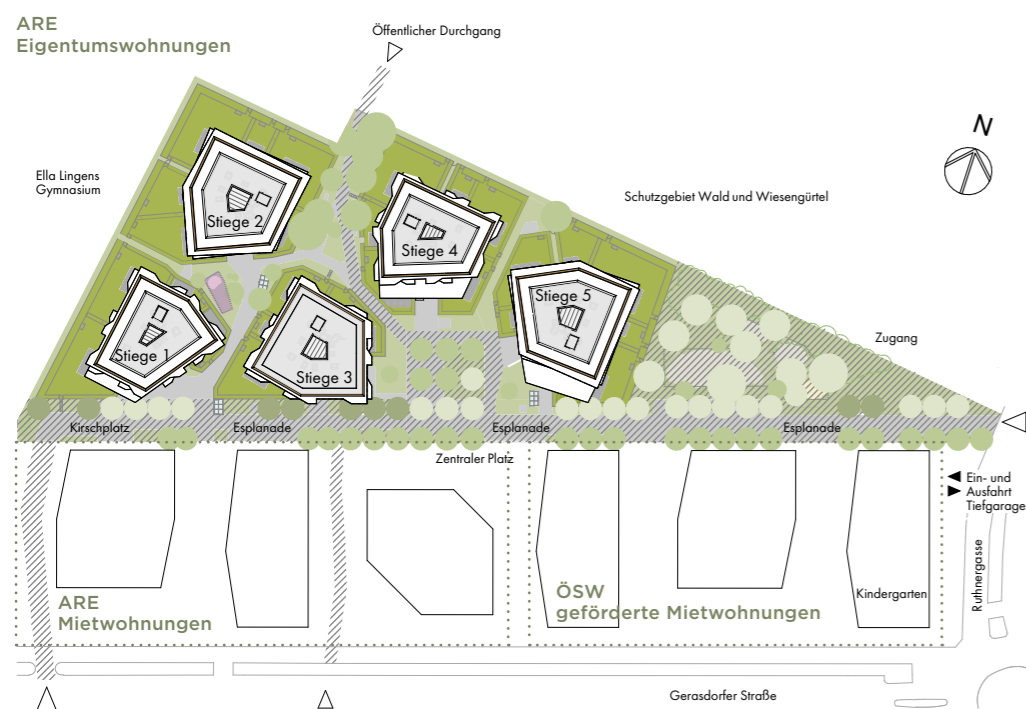 ARE
Eigentumswohnungen
Öffentlicher Durchgang
N
Ella Lingens
Gymnasium
Schutzgebiet Wald und Wiesengürtel
Stiege 2
Stiege 4
Stiege 5
Stiege 1
Stiege 3
Zugang
Kirschplatz
Esplanade
Esplanade
Esplanade
Zentraler Platz
Ein- und
Ausfahrt
Tiefgarage
ARE
Mietwohnungen
ÖSW
geförderte Mietwohnungen
Kindergarten
Ruthnergasse
Gerasdorfer Straße